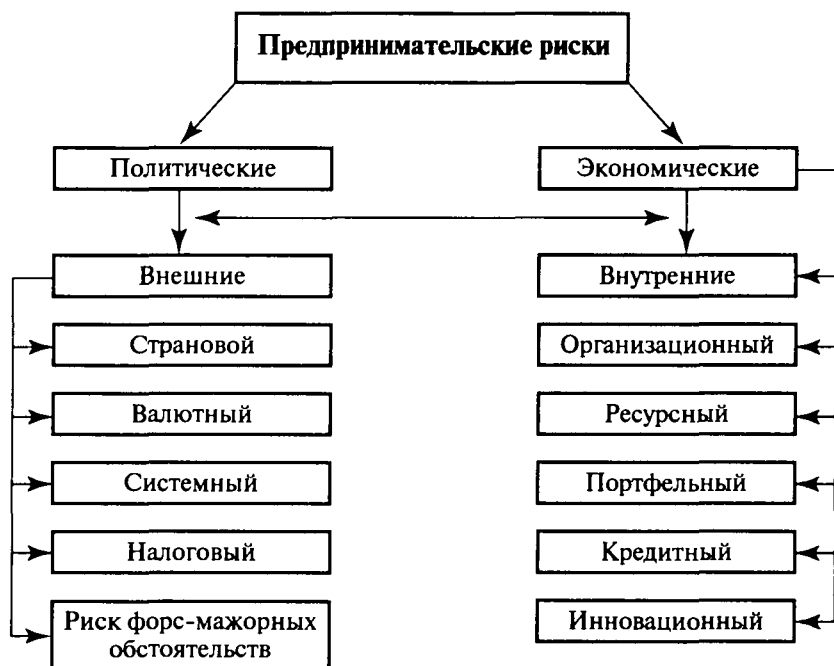 Предпринимательские риски
Политические
Экономические
Внешние
Внутренние
Страновой
Организационный
Валютный
Ресурсный
Системный
Портфельный
Налоговый
Кредитный
Риск форс-мажорных
обстоятельств
Инновационный